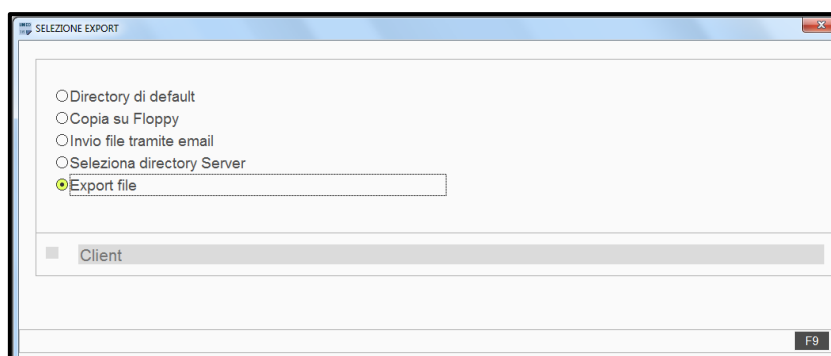 SELEZIONE EXPORT
Directory di default
Copia su Floppy
Invio file tramite email
Seleziona directory Server
Export file
Client
F9